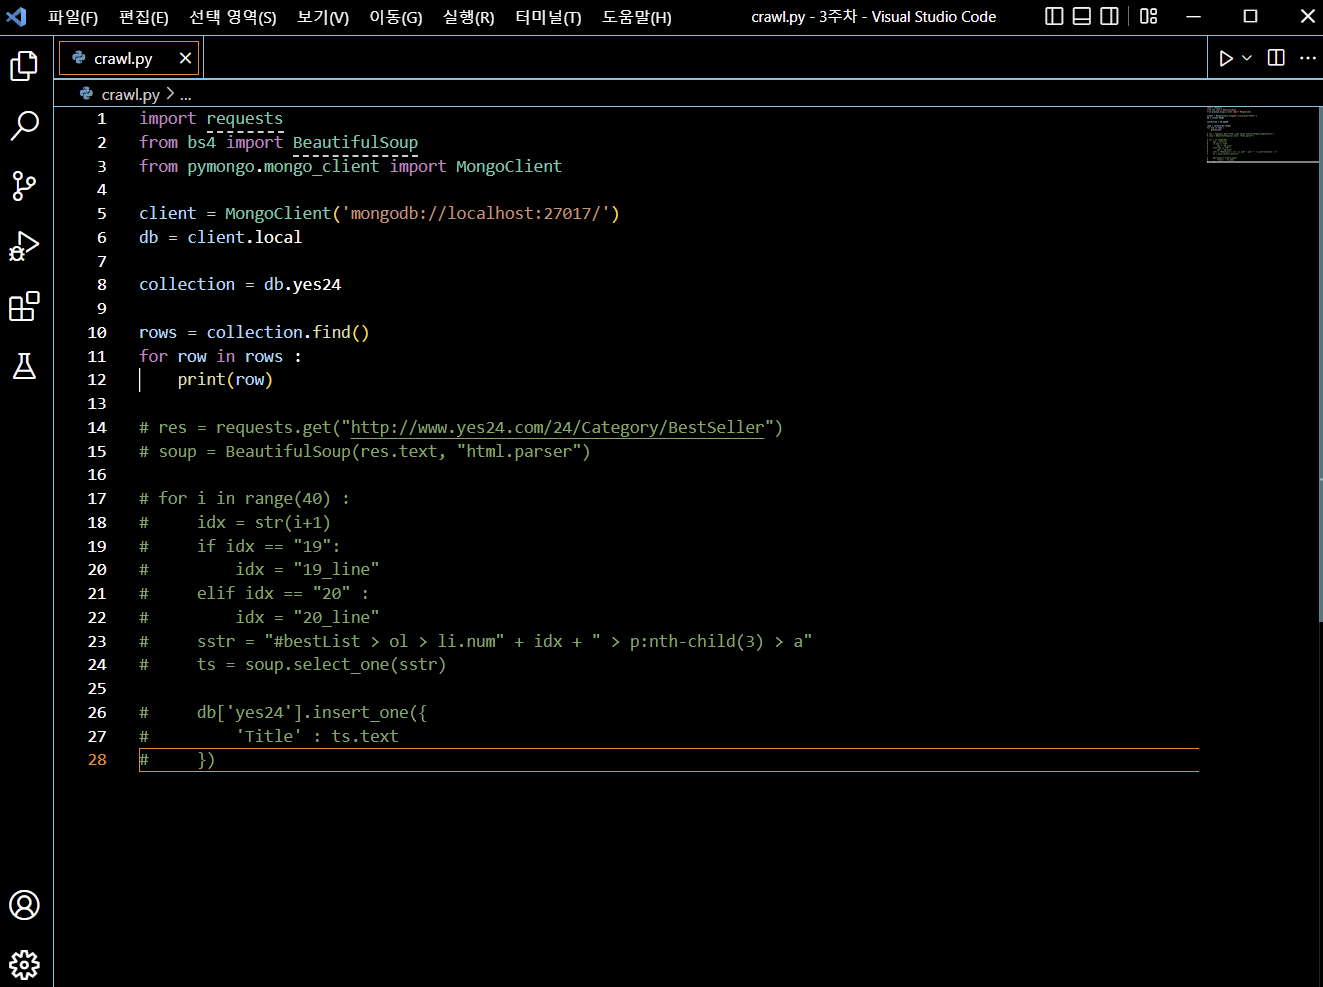 파일(F) 편집(E) 선택 영역(S) 보기(V) 이동(G) 실행(R) 터미널(T) 도움말(H) crawl.py - 3주차 - Visual Studio Code
crawl.py
crawl.py > ...
1 import requests
2 from bs4 import BeautifulSoup
3 from pymongo.mongo_client import MongoClient
4
5 client = MongoClient('mongodb://localhost:27017/')
6 db = client.local
7
8 collection = db.yes24
9
10 rows = collection.find()
11 for row in rows :
12     print(row)
13
14 # res = requests.get("http://www.yes24.com/24/Category/BestSeller")
15 # soup = BeautifulSoup(res.text, "html.parser")
16
17 # for i in range(40) :
18 #     idx = str(i+1)
19 #     if idx == "19":
20 #         idx = "19_line"
21 #     elif idx == "20" :
22 #         idx = "20_line"
23 #     sstr = "#bestList > ol > li.num" + idx + " > p:nth-child(3) > a"
24 #     ts = soup.select_one(sstr)
25
26 #     db['yes24'].insert_one({
27 #         'Title' : ts.text
28 #     })